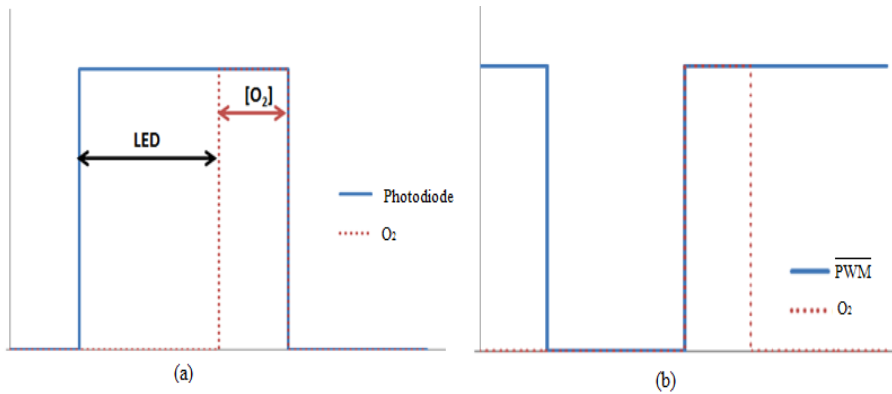 [O₂]
LED
Photodiode
O₂
(a)
PWM
O₂
(b)